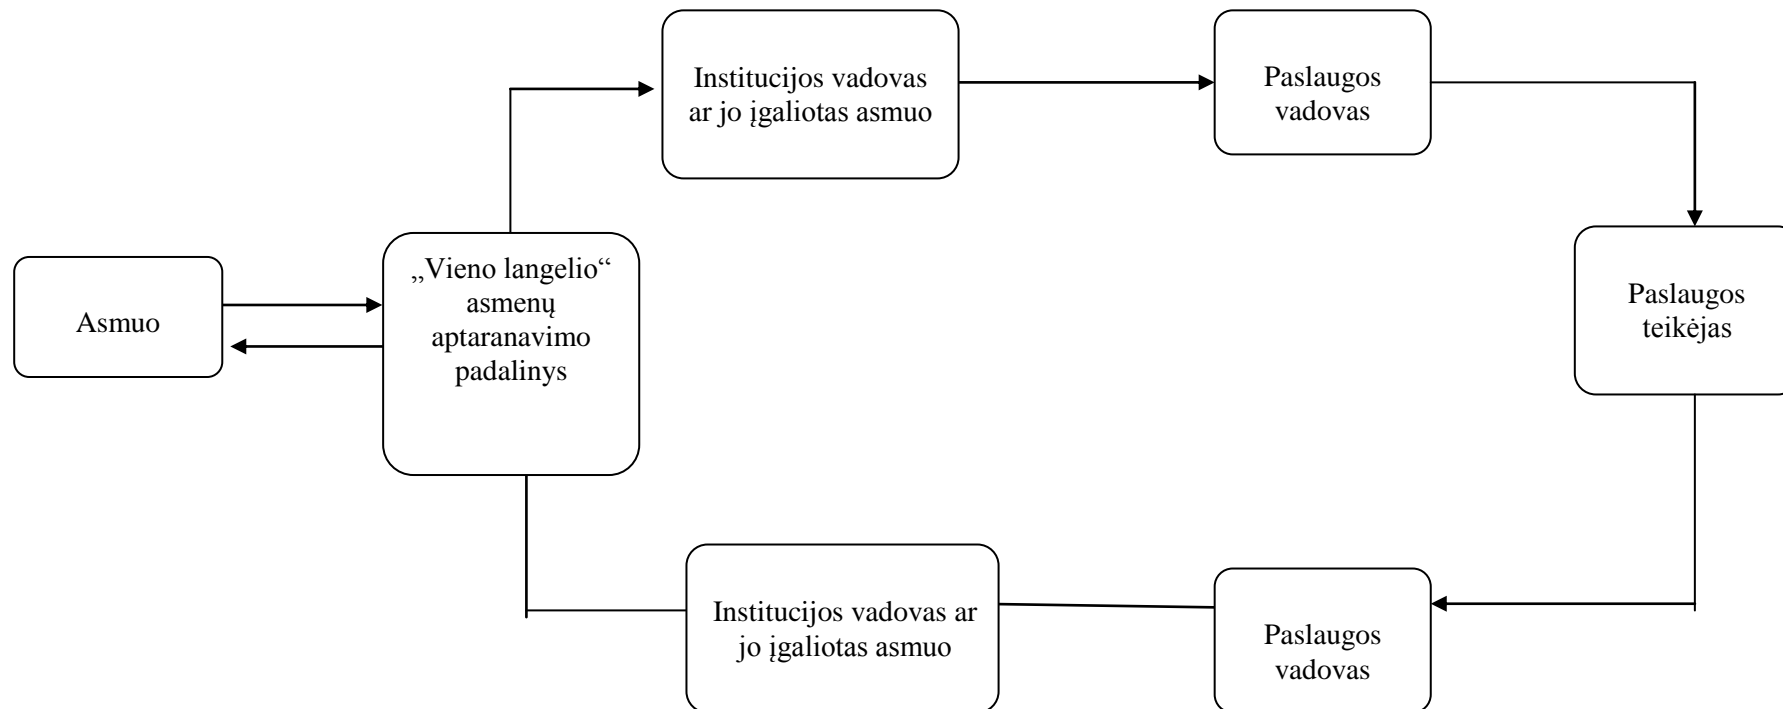 Institucijos vadovas
ar jo įgaliotas asmuo
Paslaugos
vadovas
„Vieno langelio“
asmenų
aptaranavimo
padalinys
Asmuo
Paslaugos
teikėjas
Institucijos vadovas ar
jo įgaliotas asmuo
Paslaugos
vadovas